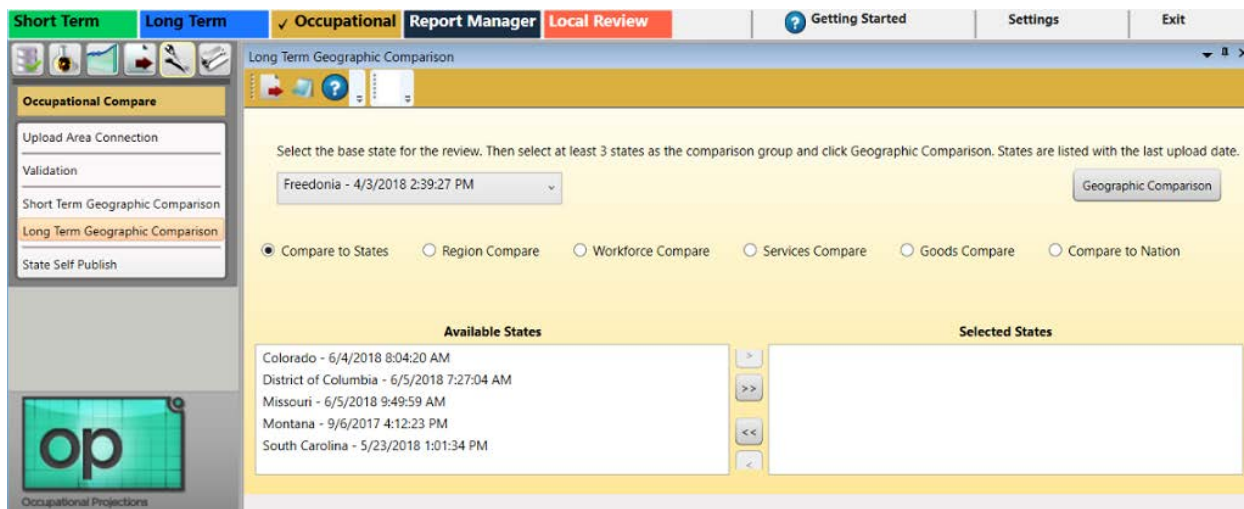 Short Term Long Term ✓ Occupational Report Manager Local Review ? Getting Started Settings Exit
Long Term Geographic Comparison
?
Occupational Compare
Upload Area Connection
Validation
Short Term Geographic Comparison
Long Term Geographic Comparison
State Self Publish
Select the base state for the review. Then select at least 3 states as the comparison group and click Geographic Comparison. States are listed with the last upload date.
Freedonia - 4/3/2018 2:39:27 PM
Geographic Comparison
Compare to States Region Compare Workforce Compare Services Compare Goods Compare Compare to Nation
Available States
Selected States
Colorado - 6/4/2018 8:04:20 AM
District of Columbia - 6/5/2018 7:27:04 AM
Missouri - 6/5/2018 9:49:59 AM
Montana - 9/6/2017 4:12:23 PM
South Carolina - 5/23/2018 1:01:34 PM
>
>>
<<
<
op
Occupational Projections